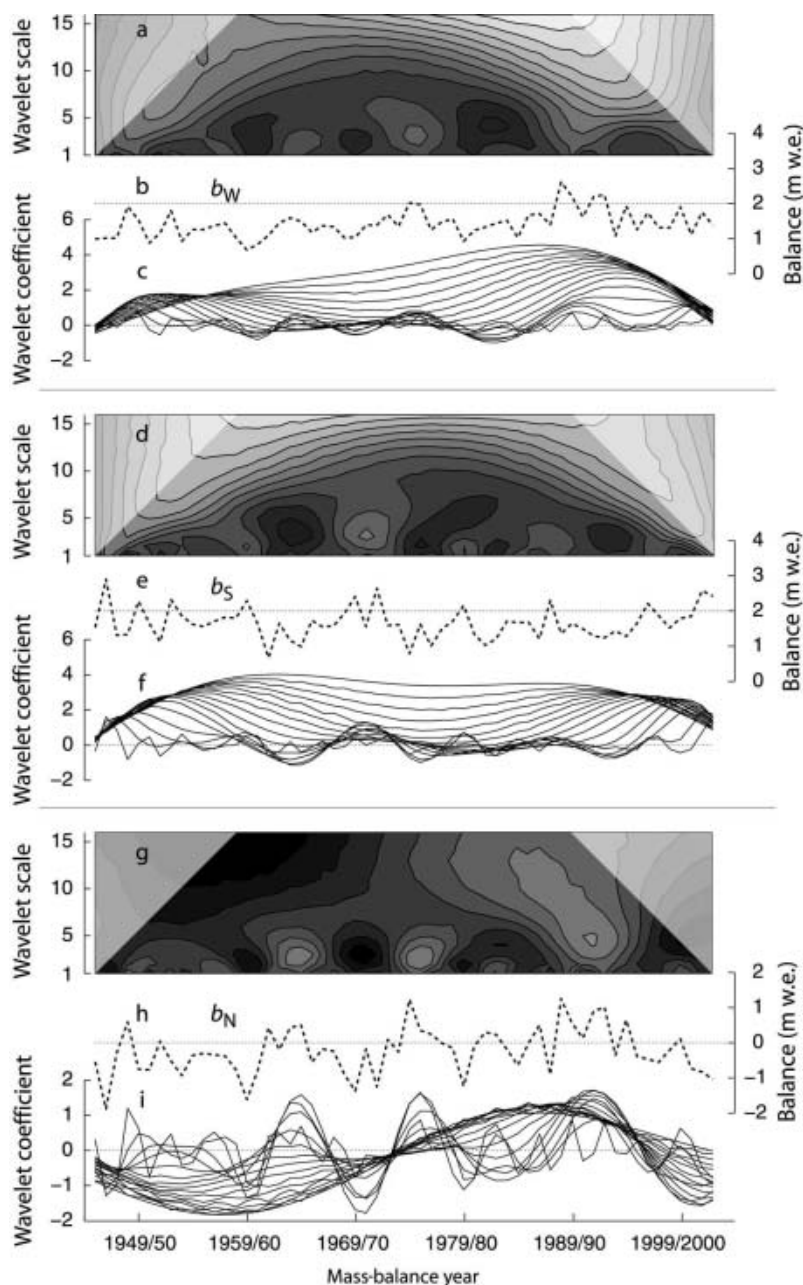 a
Wavelet scale
15
10
5
1
b
bW
Balance (m w.e.)
4
3
2
1
0
c
Wavelet coefficient
6
4
2
0
−2
d
Wavelet scale
15
10
5
1
e
bS
Balance (m w.e.)
4
3
2
1
0
f
Wavelet coefficient
6
4
2
0
−2
g
Wavelet scale
15
10
5
1
h
bN
Balance (m w.e.)
2
1
0
−1
−2
i
Wavelet coefficient
2
1
0
−1
−2
1949/50 1959/60 1969/70 1979/80 1989/90 1999/2000
Mass-balance year